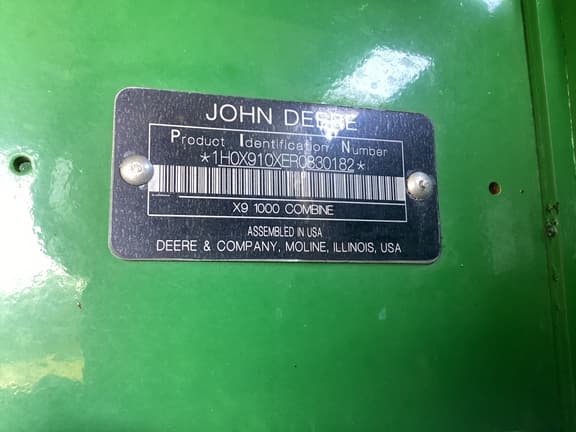 JOHN DEERE
Product Identification Number
*1H0X910XER0830182*
X9 1000 COMBINE
ASSEMBLED IN USA
DEERE & COMPANY, MOLINE, ILLINOIS, USA